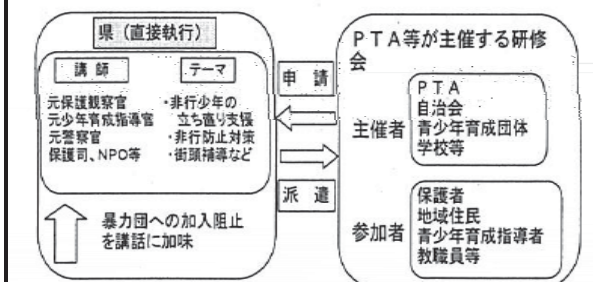 県（直接執行）
講師
テーマ
元保護観察官
元少年育成指導官
元警察官
保護司、NPO等
・非行少年の
立ち直り支援
・非行防止対策
・街頭補導など
暴力団への加入阻止
を講話に加味
申請
派遣
ＰＴＡ等が主催する研修
会
主催者
ＰＴＡ
自治会
青少年育成団体
学校等
参加者
保護者
地域住民
青少年育成指導者
教職員等